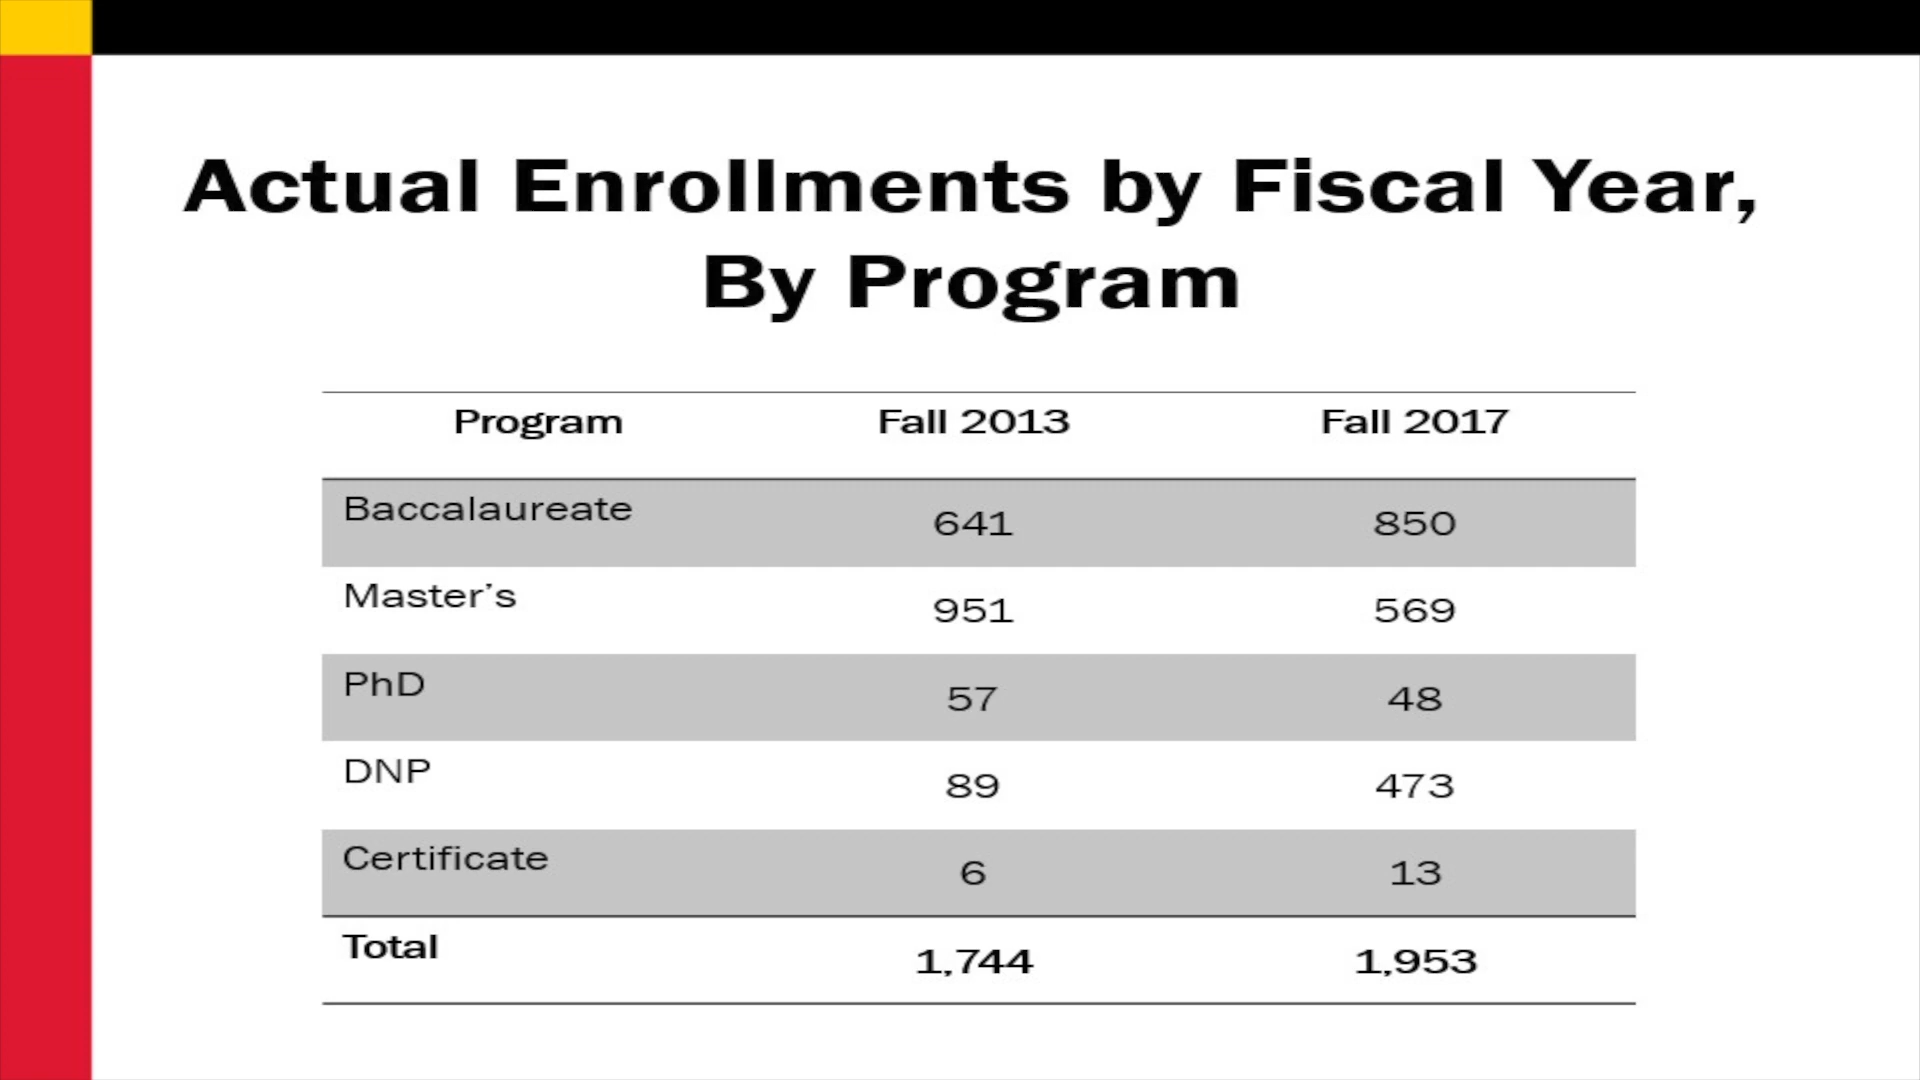 Actual Enrollments by Fiscal Year,
By Program
Program Fall 2013 Fall 2017
Baccalaureate 641 850
Master's 951 569
PhD 57 48
DNP 89 473
Certificate 6 13
Total 1,744 1,953